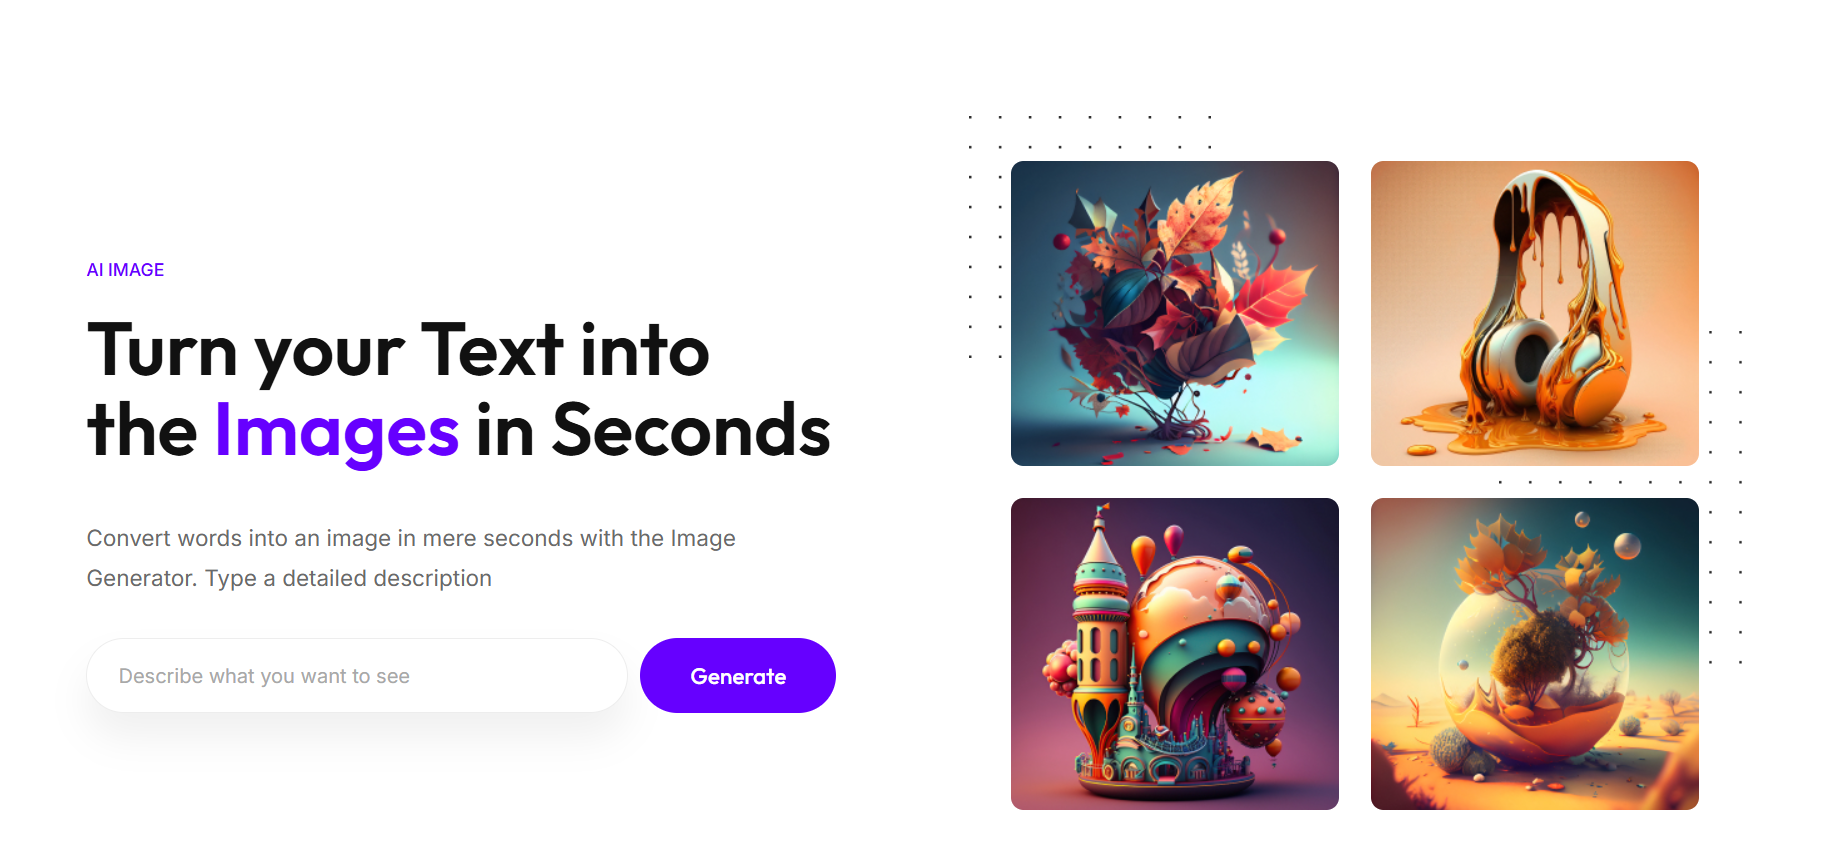 AI IMAGE
Turn your Text into
the Images in Seconds
Convert words into an image in mere seconds with the Image
Generator. Type a detailed description
Describe what you want to see
Generate